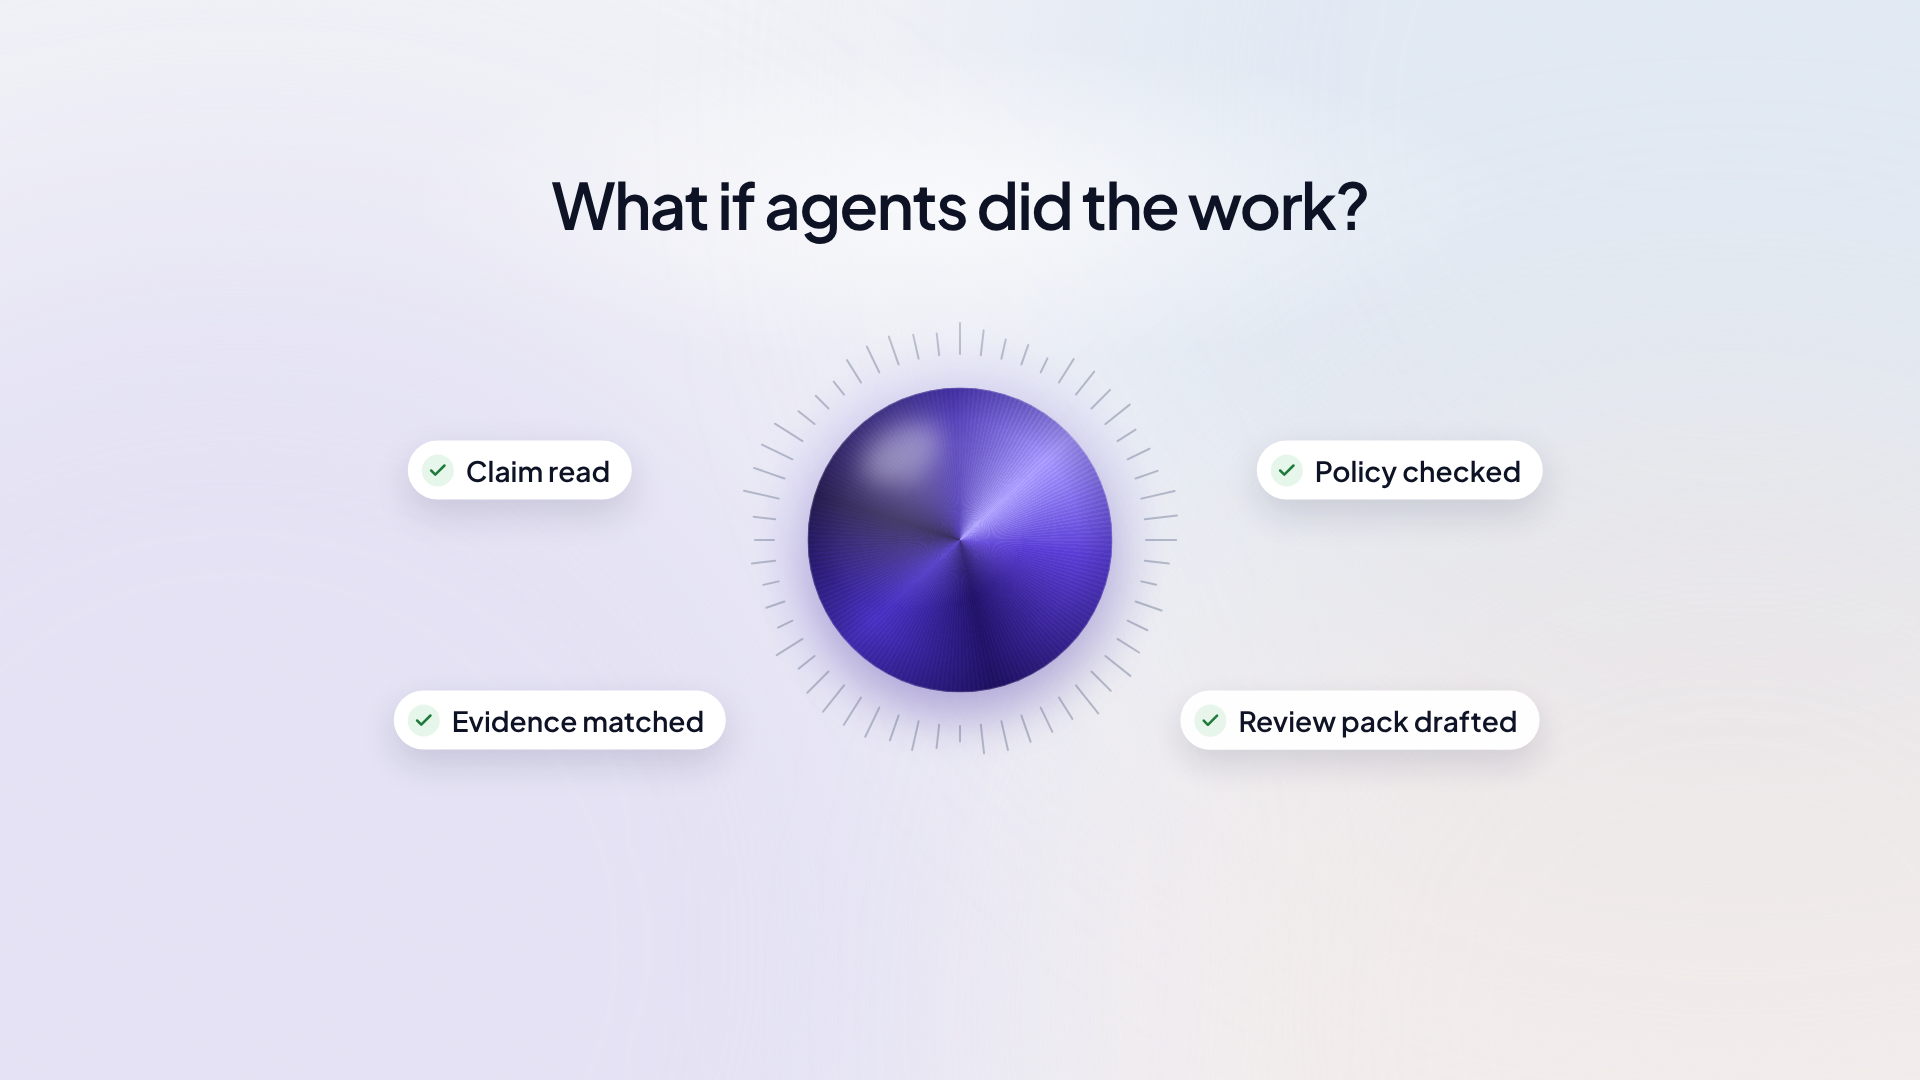 What if agents did the work?
Claim read
Policy checked
Evidence matched
Review pack drafted